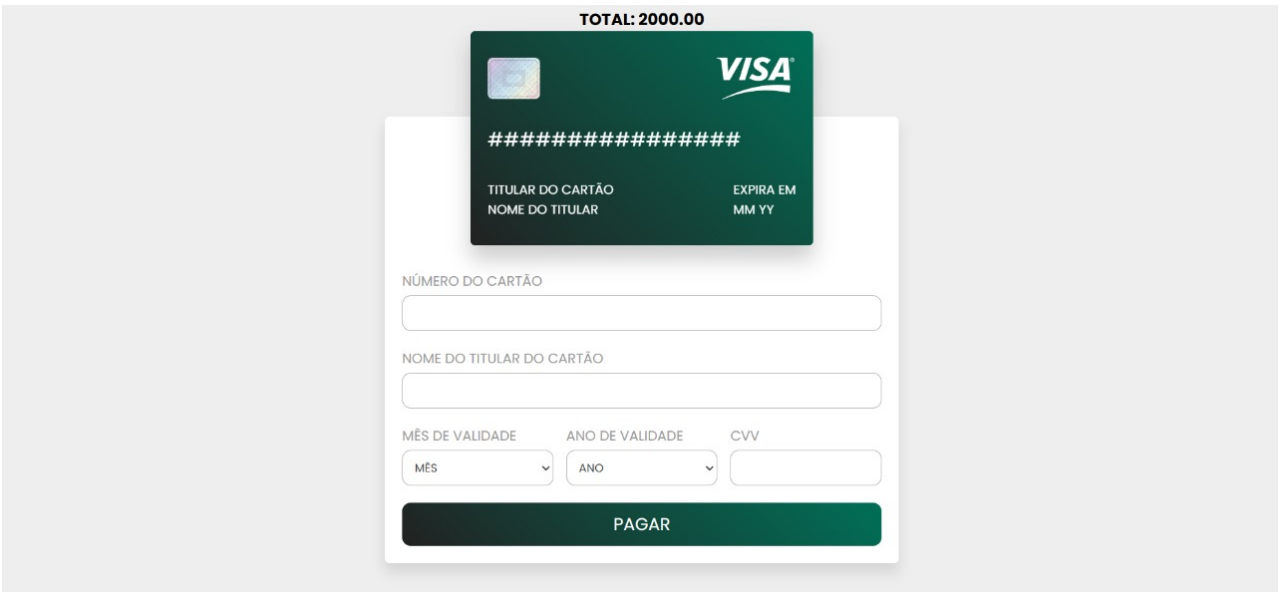 TOTAL: 2000.00
VISA
################
TITULAR DO CARTÃO EXPIRA EM
NOME DO TITULAR MM YY
NÚMERO DO CARTÃO
NOME DO TITULAR DO CARTÃO
MÊS DE VALIDADE ANO DE VALIDADE CVV
MÊS ANO
PAGAR